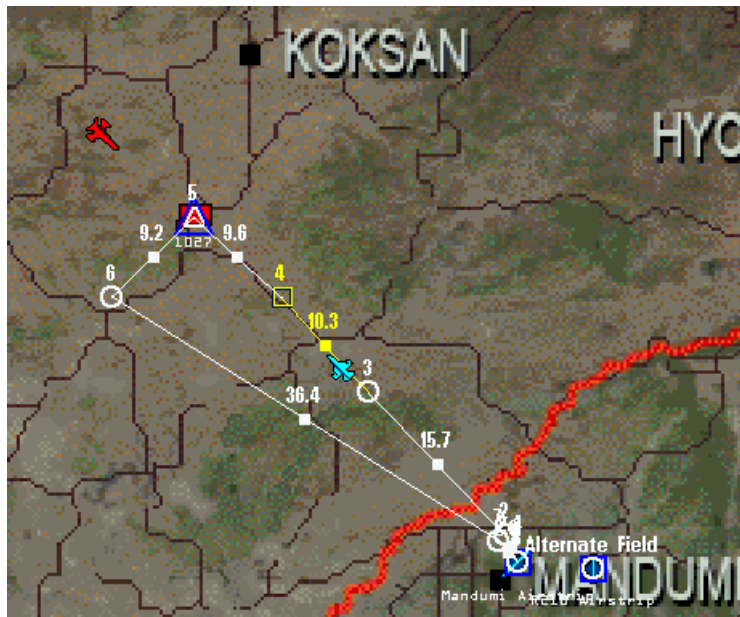 KOKSAN
HYC
5
9.2
9.6
1027
6
4
10.3
3
36.4
15.7
2
Alternate Field
MANDUMI
Mandumi